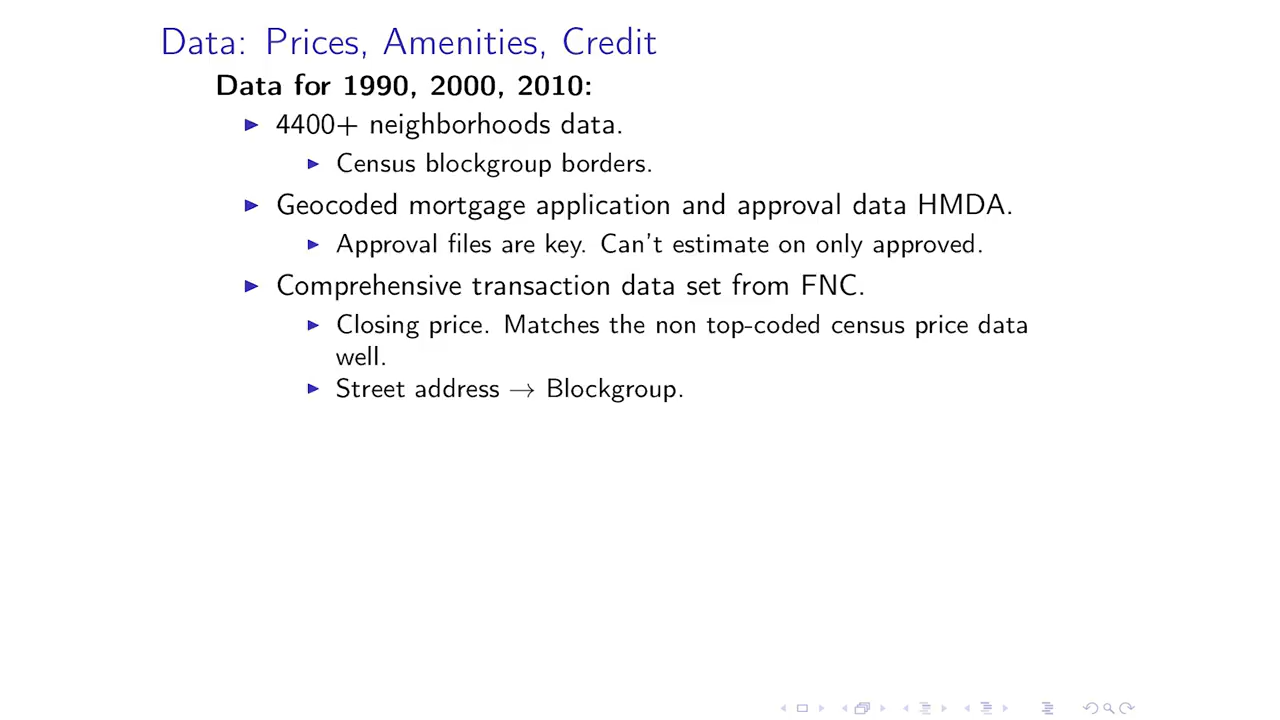 Data: Prices, Amenities, Credit
Data for 1990, 2000, 2010:
▶ 4400+ neighborhoods data.
▶ Census blockgroup borders.
▶ Geocoded mortgage application and approval data HMDA.
▶ Approval files are key. Can't estimate on only approved.
▶ Comprehensive transaction data set from FNC.
▶ Closing price. Matches the non top-coded census price data
well.
▶ Street address → Blockgroup.